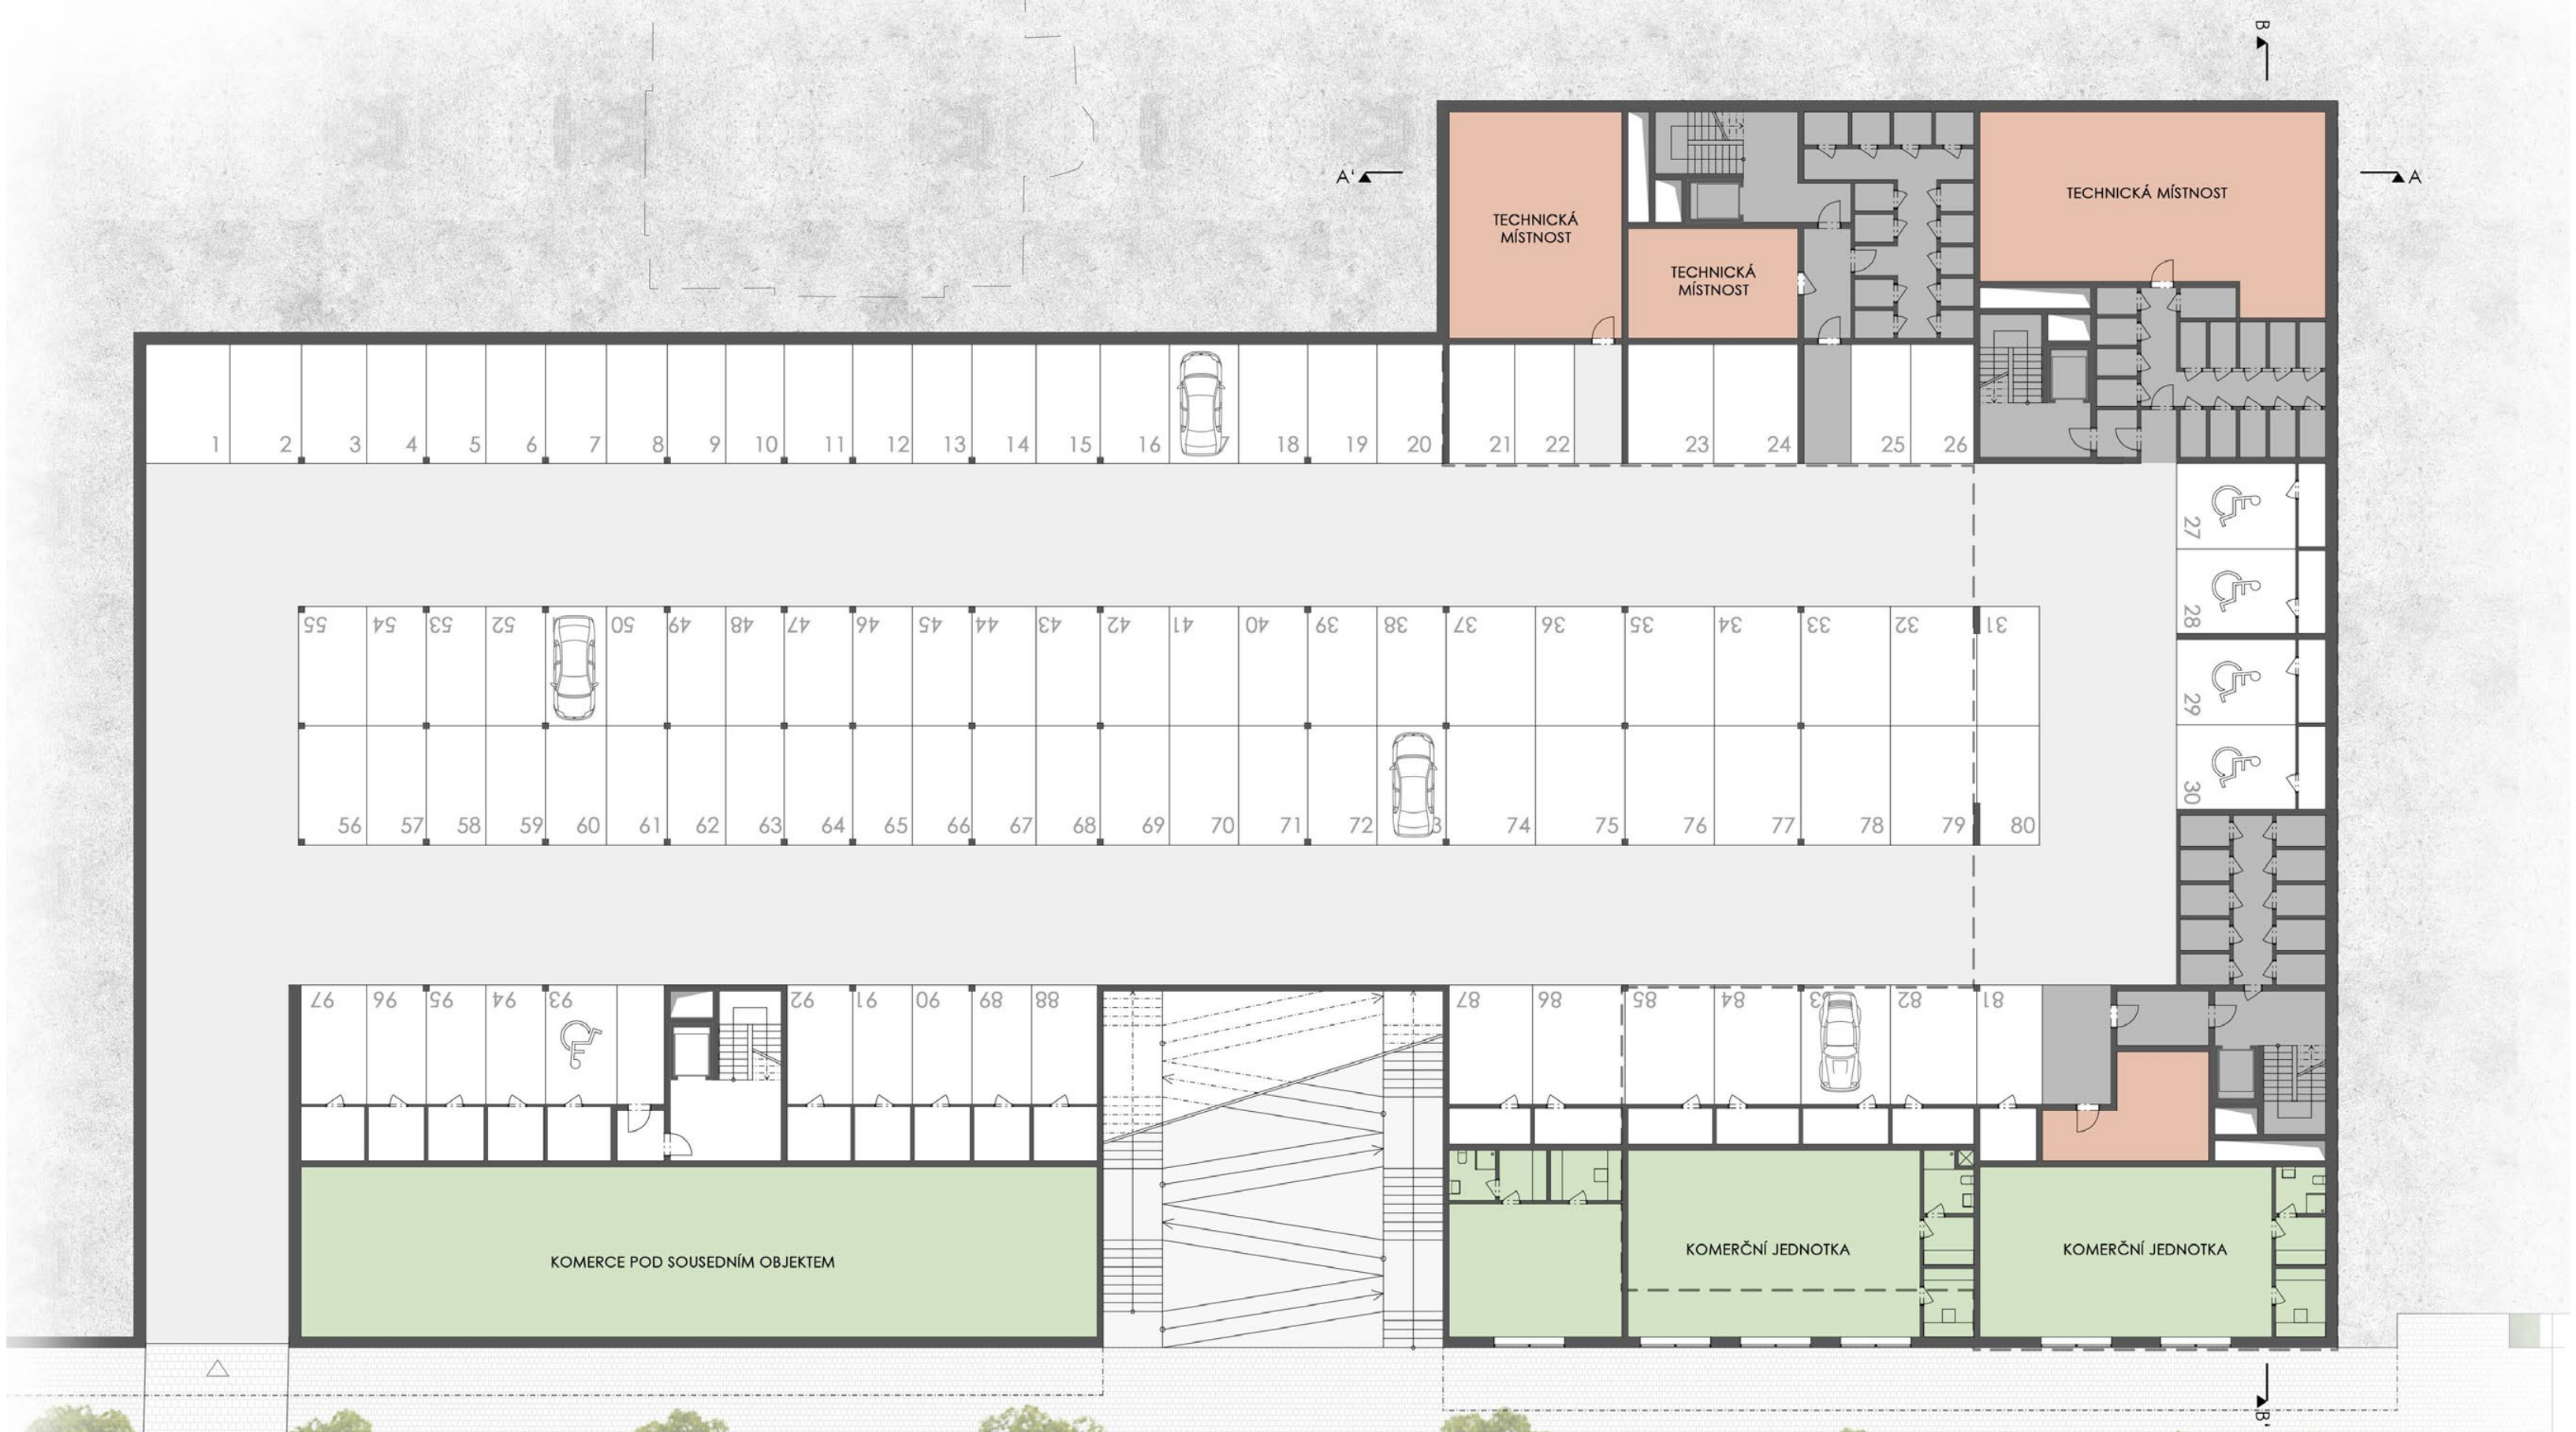 B
A'
A
TECHNICKÁ
MÍSTNOST
TECHNICKÁ
MÍSTNOST
TECHNICKÁ MÍSTNOST
1 2 3 4 5 6 7 8 9 10 11 12 13 14 15 16 7 18 19 20 21 22 23 24 25 26
27
28
29
30
55 54 53 52 50 49 48 47 46 45 44 43 42 41 40 39 38 37 36 35 34 33 32 31
56 57 58 59 60 61 62 63 64 65 66 67 68 69 70 71 72 3 74 75 76 77 78 79 80
97 96 95 94 93 92 91 90 89 88 87 86 85 84 83 82 81
KOMERCE POD SOUSEDNÍM OBJEKTEM
KOMERČNÍ JEDNOTKA
KOMERČNÍ JEDNOTKA
B'